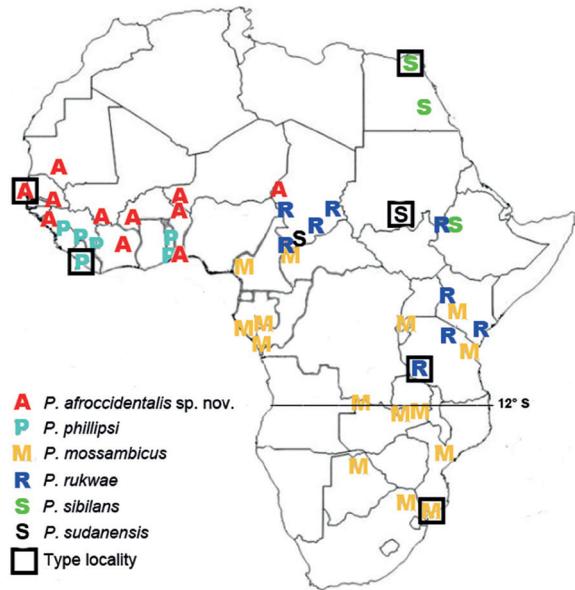 S
S
A
A
A
A
A
A
R
R
R
S
R
S
A
A
A
P
P
P
A
P
P
P
A
R
S
M
M
R
M
R
M
M
M
M
R
R
M
R
M
12° S
M
M
M
M
M
M
A P. afroccidentalis sp. nov.
P P. phillipsi
M P. mossambicus
R P. rukwae
S P. sibilans
S P. sudanensis
Type locality